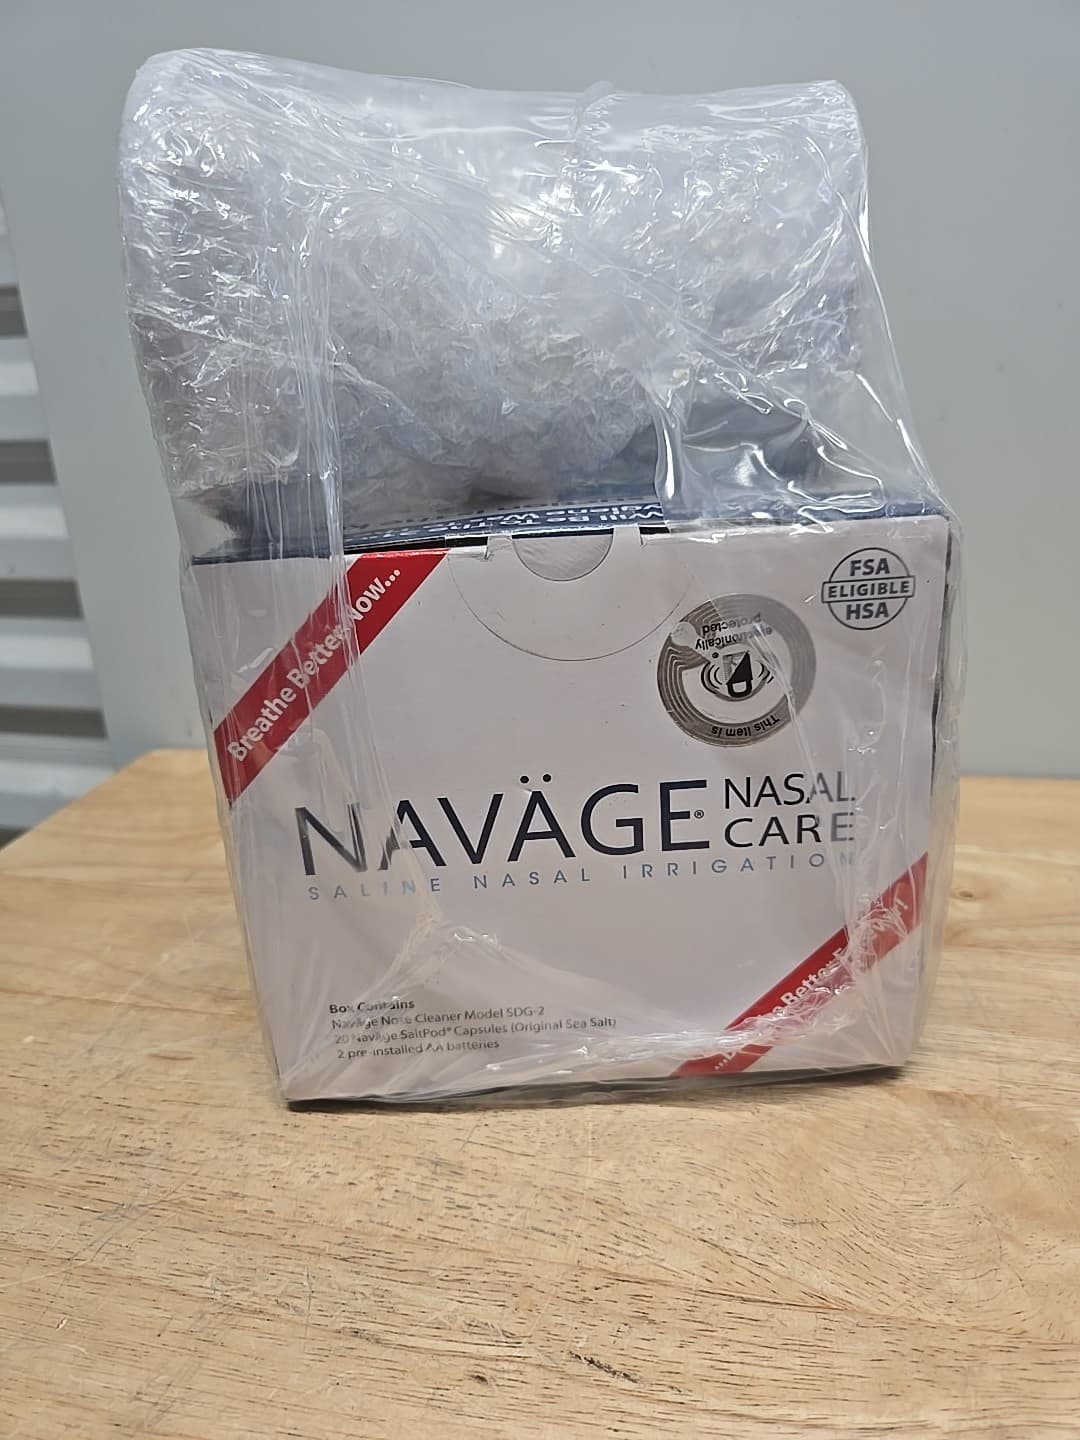 FSA
ELIGIBLE
HSA
Breathe Better Now...
This item is
electronically
protected
NAVÄGE® NASAL
CARE
SALINE NASAL IRRIGATION
Box Contains
Naväge Nose Cleaner Model SDG-2
20 Naväge SaltPod® Capsules (Original Sea Salt)
2 pre-installed AA batteries
Better